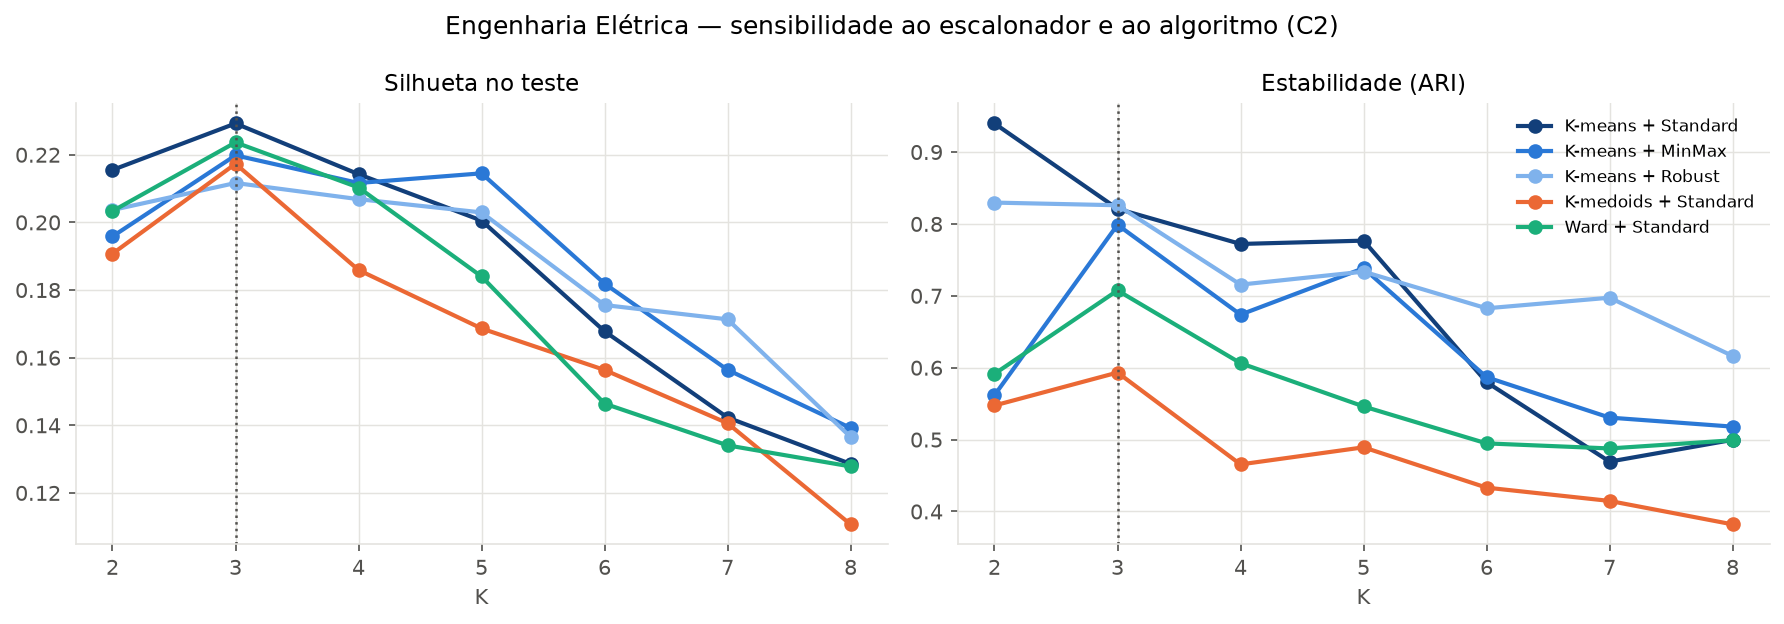 Engenharia Elétrica — sensibilidade ao escalonador e ao algoritmo (C2)
Silhueta no teste
0.22
0.20
0.18
0.16
0.14
0.12
2 3 4 5 6 7 8
K
Estabilidade (ARI)
0.9
0.8
0.7
0.6
0.5
0.4
K-means + Standard
K-means + MinMax
K-means + Robust
K-medoids + Standard
Ward + Standard
2 3 4 5 6 7 8
K